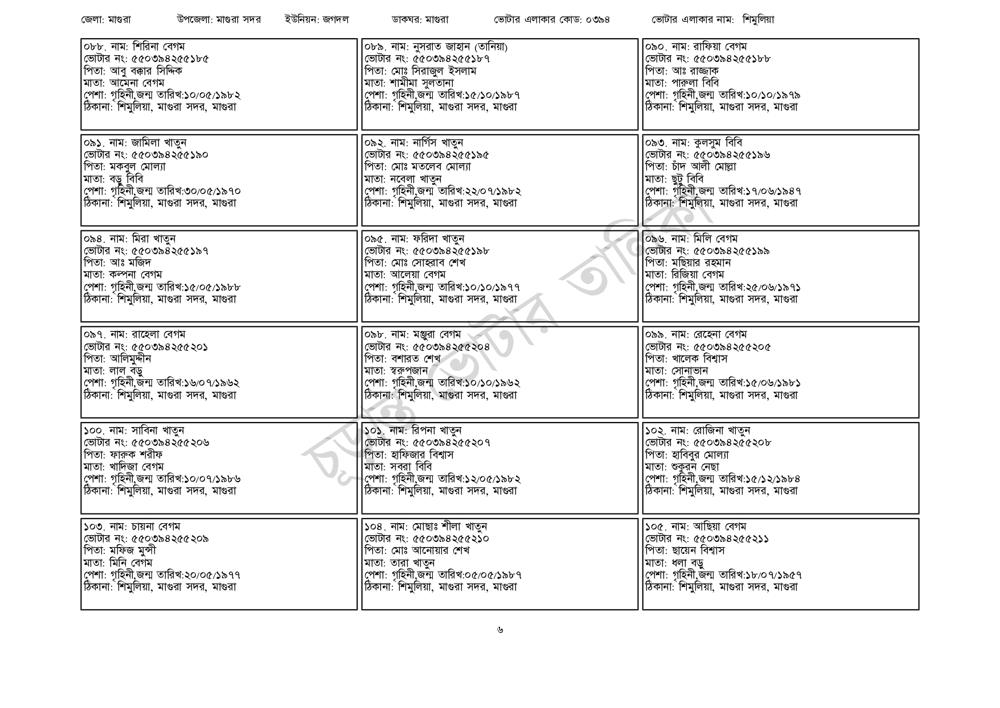 জেলা: মাগুরা উপজেলা: মাগুরা সদর ইউনিয়ন: জগদল ডাকঘর: মাগুরা ভোটার এলাকার কোড: ০৩৯৪ ভোটার এলাকার নাম: শিমুলিয়া
০৮৮. নাম: শিরিনা বেগম
ভোটার নং: ৫৫০৩৯৪২৫৫১৮৫
পিতা: আবু বক্কার সিদ্দিক
মাতা: আমেনা বেগম
পেশা: গৃহিনী,জন্ম তারিখ:১০/০৫/১৯৮২
ঠিকানা: শিমুলিয়া, মাগুরা সদর, মাগুরা
০৮৯. নাম: নুসরাত জাহান (তানিয়া)
ভোটার নং: ৫৫০৩৯৪২৫৫১৮৭
পিতা: মোঃ সিরাজুল ইসলাম
মাতা: শামীমা সুলতানা
পেশা: গৃহিনী,জন্ম তারিখ:১৫/১০/১৯৮৭
ঠিকানা: শিমুলিয়া, মাগুরা সদর, মাগুরা
০৯০. নাম: রাফিয়া বেগম
ভোটার নং: ৫৫০৩৯৪২৫৫১৮৮
পিতা: আঃ রাজ্জাক
মাতা: পারুলা বিবি
পেশা: গৃহিনী,জন্ম তারিখ:১০/১০/১৯৭৯
ঠিকানা: শিমুলিয়া, মাগুরা সদর, মাগুরা
০৯১. নাম: জামিলা খাতুন
ভোটার নং: ৫৫০৩৯৪২৫৫১৯০
পিতা: মকবুল মোল্যা
মাতা: বড়ু বিবি
পেশা: গৃহিনী,জন্ম তারিখ:৩০/০৫/১৯৭০
ঠিকানা: শিমুলিয়া, মাগুরা সদর, মাগুরা
০৯২. নাম: নার্গিস খাতুন
ভোটার নং: ৫৫০৩৯৪২৫৫১৯৫
পিতা: মোঃ মতলেব মোল্যা
মাতা: নবেলা খাতুন
পেশা: গৃহিনী,জন্ম তারিখ:২২/০৭/১৯৮২
ঠিকানা: শিমুলিয়া, মাগুরা সদর, মাগুরা
০৯৩. নাম: কুলসুম বিবি
ভোটার নং: ৫৫০৩৯৪২৫৫১৯৬
পিতা: চাঁদ আলী মোল্লা
মাতা: ছুটু বিবি
পেশা: গৃহিনী,জন্ম তারিখ:১৭/০৬/১৯৪৭
ঠিকানা: শিমুলিয়া, মাগুরা সদর, মাগুরা
০৯৪. নাম: মিরা খাতুন
ভোটার নং: ৫৫০৩৯৪২৫৫১৯৭
পিতা: আঃ মজিদ
মাতা: কল্পনা বেগম
পেশা: গৃহিনী,জন্ম তারিখ:১৫/০৫/১৯৮৮
ঠিকানা: শিমুলিয়া, মাগুরা সদর, মাগুরা
০৯৫. নাম: ফরিদা খাতুন
ভোটার নং: ৫৫০৩৯৪২৫৫১৯৮
পিতা: মোঃ সোহরাব শেখ
মাতা: আলেয়া বেগম
পেশা: গৃহিনী,জন্ম তারিখ:১০/১০/১৯৭৭
ঠিকানা: শিমুলিয়া, মাগুরা সদর, মাগুরা
০৯৬. নাম: মিলি বেগম
ভোটার নং: ৫৫০৩৯৪২৫৫১৯৯
পিতা: মছিয়ার রহমান
মাতা: রিজিয়া বেগম
পেশা: গৃহিনী,জন্ম তারিখ:২৫/০৬/১৯৭১
ঠিকানা: শিমুলিয়া, মাগুরা সদর, মাগুরা
০৯৭. নাম: রাহেলা বেগম
ভোটার নং: ৫৫০৩৯৪২৫৫২০১
পিতা: আলিমুদ্দীন
মাতা: লাল বড়ু
পেশা: গৃহিনী,জন্ম তারিখ:১৬/০৭/১৯৬২
ঠিকানা: শিমুলিয়া, মাগুরা সদর, মাগুরা
০৯৮. নাম: মঞ্জুরা বেগম
ভোটার নং: ৫৫০৩৯৪২৫৫২০৪
পিতা: বশারত শেখ
মাতা: স্বরুপজান
পেশা: গৃহিনী,জন্ম তারিখ:১০/১০/১৯৬২
ঠিকানা: শিমুলিয়া, মাগুরা সদর, মাগুরা
০৯৯. নাম: রেহেনা বেগম
ভোটার নং: ৫৫০৩৯৪২৫৫২০৫
পিতা: খালেক বিশ্বাস
মাতা: সোনাভান
পেশা: গৃহিনী,জন্ম তারিখ:১৫/০৬/১৯৮১
ঠিকানা: শিমুলিয়া, মাগুরা সদর, মাগুরা
১০০. নাম: সাবিনা খাতুন
ভোটার নং: ৫৫০৩৯৪২৫৫২০৬
পিতা: ফারুক শরীফ
মাতা: খাদিজা বেগম
পেশা: গৃহিনী,জন্ম তারিখ:১০/০৭/১৯৮৬
ঠিকানা: শিমুলিয়া, মাগুরা সদর, মাগুরা
১০১. নাম: রিপনা খাতুন
ভোটার নং: ৫৫০৩৯৪২৫৫২০৭
পিতা: হাফিজার বিশ্বাস
মাতা: সবরা বিবি
পেশা: গৃহিনী,জন্ম তারিখ:১২/০৫/১৯৮২
ঠিকানা: শিমুলিয়া, মাগুরা সদর, মাগুরা
১০২. নাম: রোজিনা খাতুন
ভোটার নং: ৫৫০৩৯৪২৫৫২০৮
পিতা: হাবিবুর মোল্যা
মাতা: শুকুরন নেছা
পেশা: গৃহিনী,জন্ম তারিখ:১৫/১২/১৯৮৪
ঠিকানা: শিমুলিয়া, মাগুরা সদর, মাগুরা
১০৩. নাম: চায়না বেগম
ভোটার নং: ৫৫০৩৯৪২৫৫২০৯
পিতা: মফিজ মুন্সী
মাতা: মিনি বেগম
পেশা: গৃহিনী,জন্ম তারিখ:২০/০৫/১৯৭৭
ঠিকানা: শিমুলিয়া, মাগুরা সদর, মাগুরা
১০৪. নাম: মোছাঃ শীলা খাতুন
ভোটার নং: ৫৫০৩৯৪২৫৫২১০
পিতা: মোঃ আনোয়ার শেখ
মাতা: তারা খাতুন
পেশা: গৃহিনী,জন্ম তারিখ:০৫/০৫/১৯৮৭
ঠিকানা: শিমুলিয়া, মাগুরা সদর, মাগুরা
১০৫. নাম: আছিয়া বেগম
ভোটার নং: ৫৫০৩৯৪২৫৫২১১
পিতা: ছায়েন বিশ্বাস
মাতা: ধলা বড়ু
পেশা: গৃহিনী,জন্ম তারিখ:১৮/০৭/১৯৫৭
ঠিকানা: শিমুলিয়া, মাগুরা সদর, মাগুরা
চূড়ান্ত ভোটার তালিকা
৬